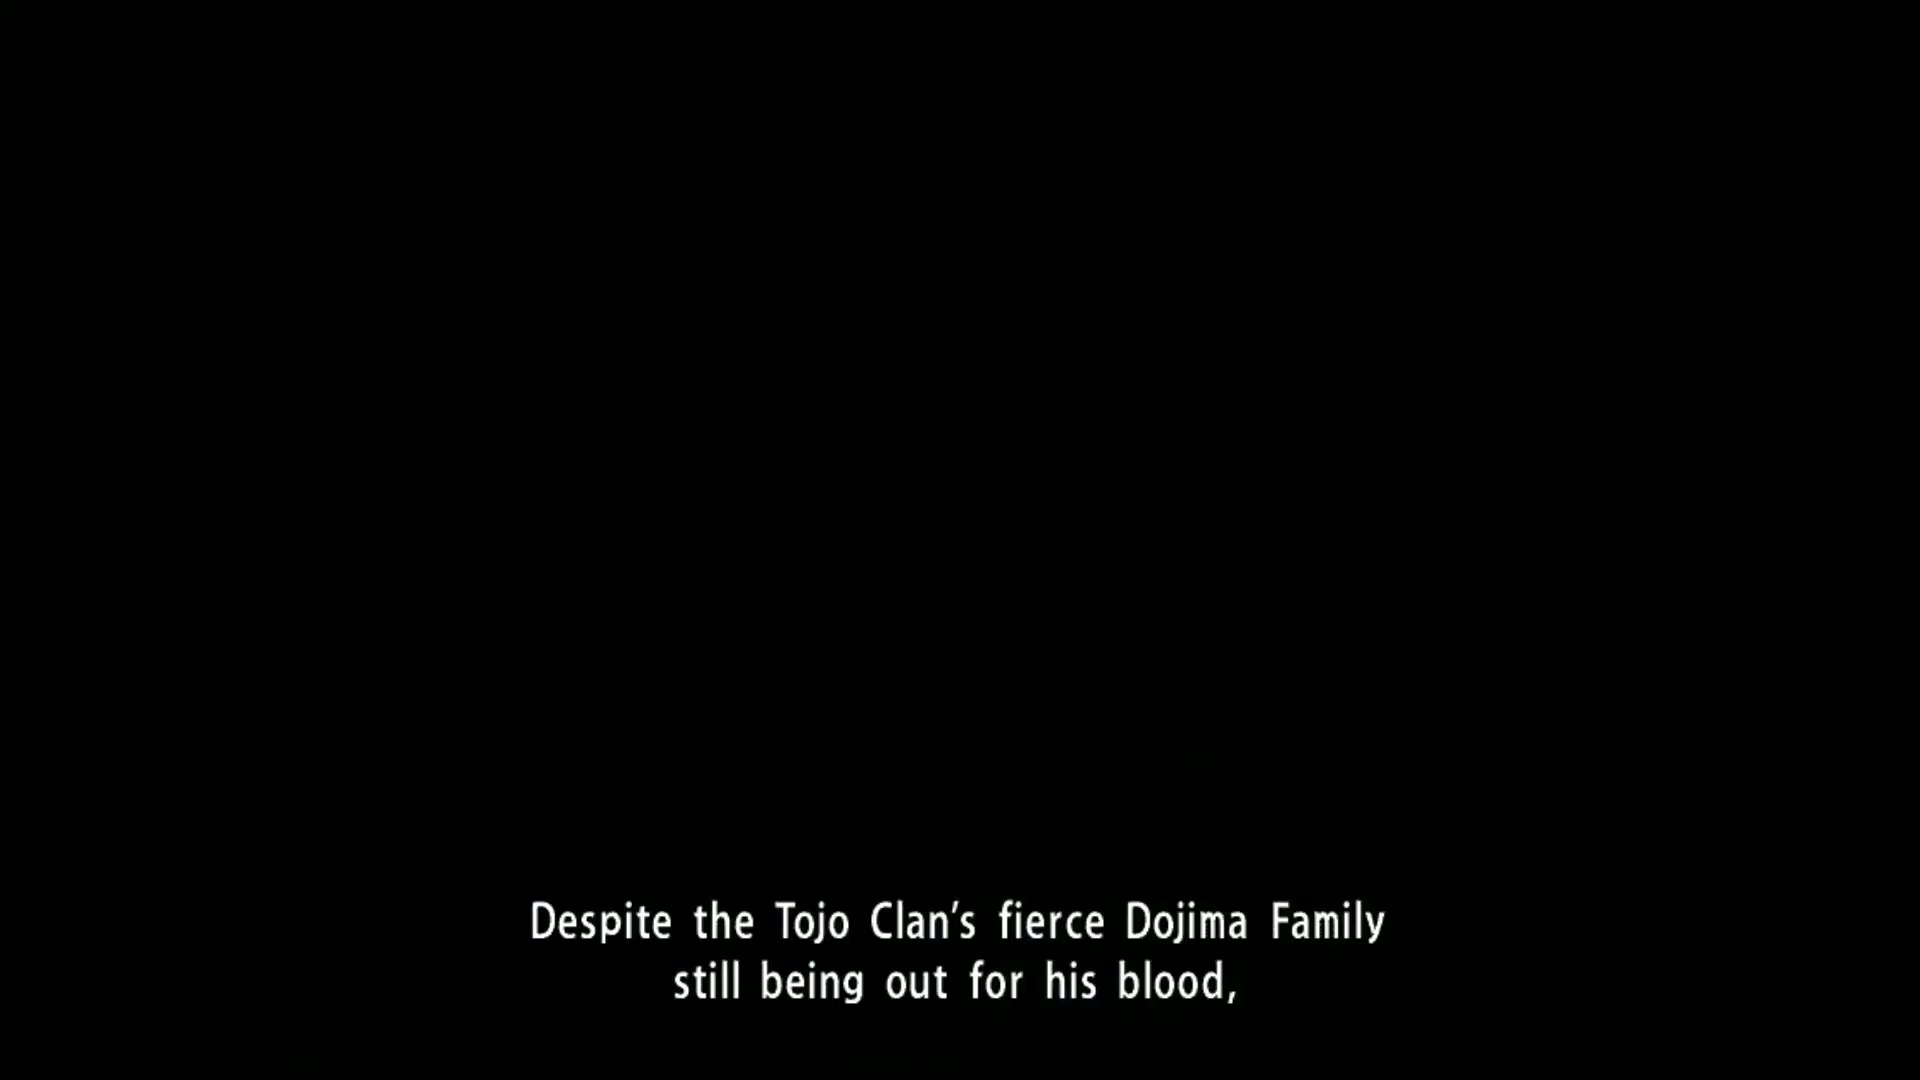 Despite the Tojo Clan’s fierce Dojima Family
still being out for his blood,